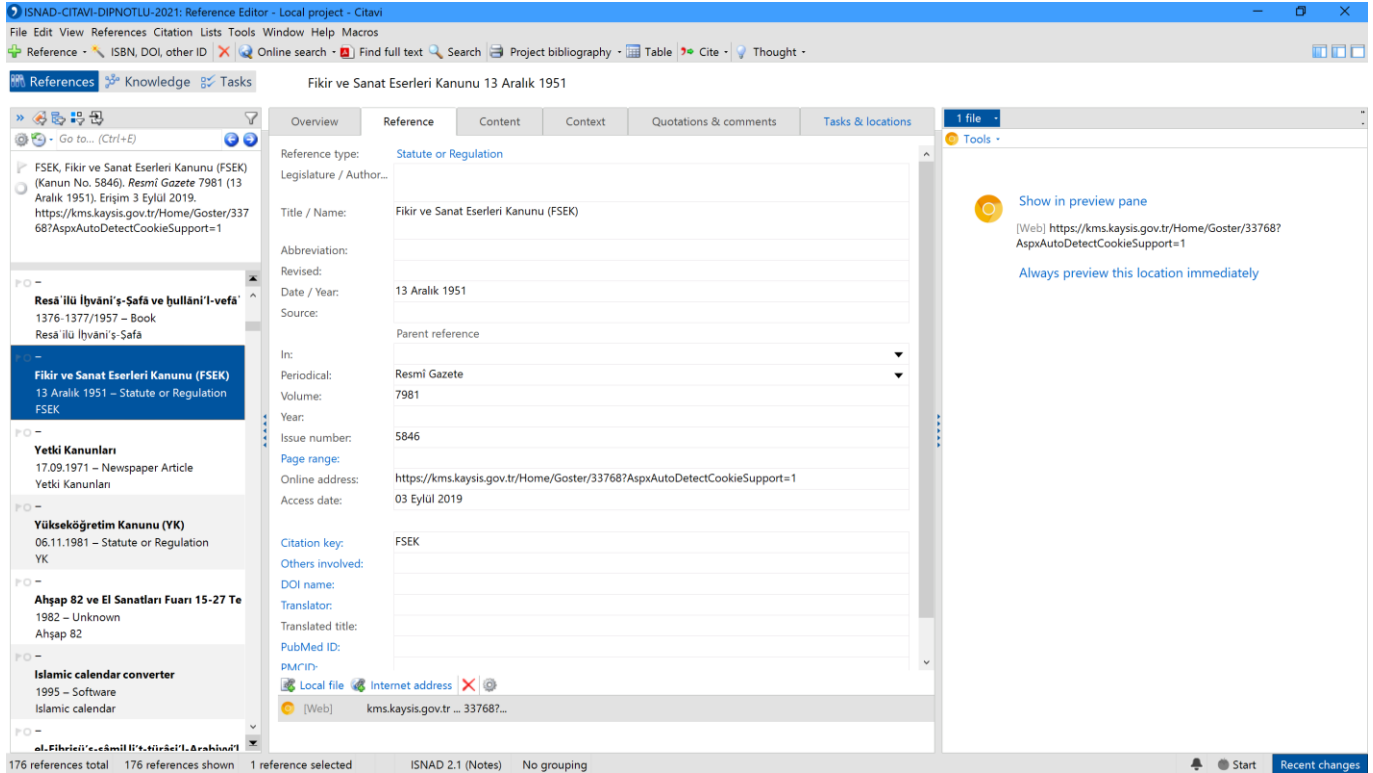 ISNAD-CITAVI-DIPNOTLU-2021: Reference Editor - Local project - Citavi
File Edit View References Citation Lists Tools Window Help Macros
Reference ISBN, DOI, other ID Online search Find full text Search Project bibliography Table Cite Thought
References Knowledge Tasks
Fikir ve Sanat Eserleri Kanunu 13 Aralık 1951
Go to... (Ctrl+E)
FSEK, Fikir ve Sanat Eserleri Kanunu (FSEK)
(Kanun No. 5846). Resmî Gazete 7981 (13
Aralık 1951). Erişim 3 Eylül 2019.
https://kms.kaysis.gov.tr/Home/Goster/337
68?AspxAutoDetectCookieSupport=1
Resāʾilü İḫvāni’ṣ-Ṣafā ve ḫullāni’l-vefāʾ
1376-1377/1957 – Book
Resāʾilü İḫvāni’ṣ-Ṣafā
Fikir ve Sanat Eserleri Kanunu (FSEK)
13 Aralık 1951 – Statute or Regulation
FSEK
Yetki Kanunları
17.09.1971 – Newspaper Article
Yetki Kanunları
Yükseköğretim Kanunu (YK)
06.11.1981 – Statute or Regulation
YK
Ahşap 82 ve El Sanatları Fuarı 15-27 Te
1982 – Unknown
Ahşap 82
Islamic calendar converter
1995 – Software
Islamic calendar
Overview Reference Content Context Quotations & comments Tasks & locations
Reference type: Statute or Regulation
Legislature / Author...
Title / Name: Fikir ve Sanat Eserleri Kanunu (FSEK)
Abbreviation:
Revised:
Date / Year: 13 Aralık 1951
Source:
Parent reference
In:
Periodical: Resmî Gazete
Volume: 7981
Year:
Issue number: 5846
Page range:
Online address: https://kms.kaysis.gov.tr/Home/Goster/33768?AspxAutoDetectCookieSupport=1
Access date: 03 Eylül 2019
Citation key: FSEK
Others involved:
DOI name:
Translator:
Translated title:
PubMed ID:
PMCID:
Local file Internet address
[Web] kms.kaysis.gov.tr ... 33768?...
1 file
Tools
Show in preview pane
[Web] https://kms.kaysis.gov.tr/Home/Goster/33768?
AspxAutoDetectCookieSupport=1
Always preview this location immediately
176 references total 176 references shown 1 reference selected ISNAD 2.1 (Notes) No grouping Start Recent changes